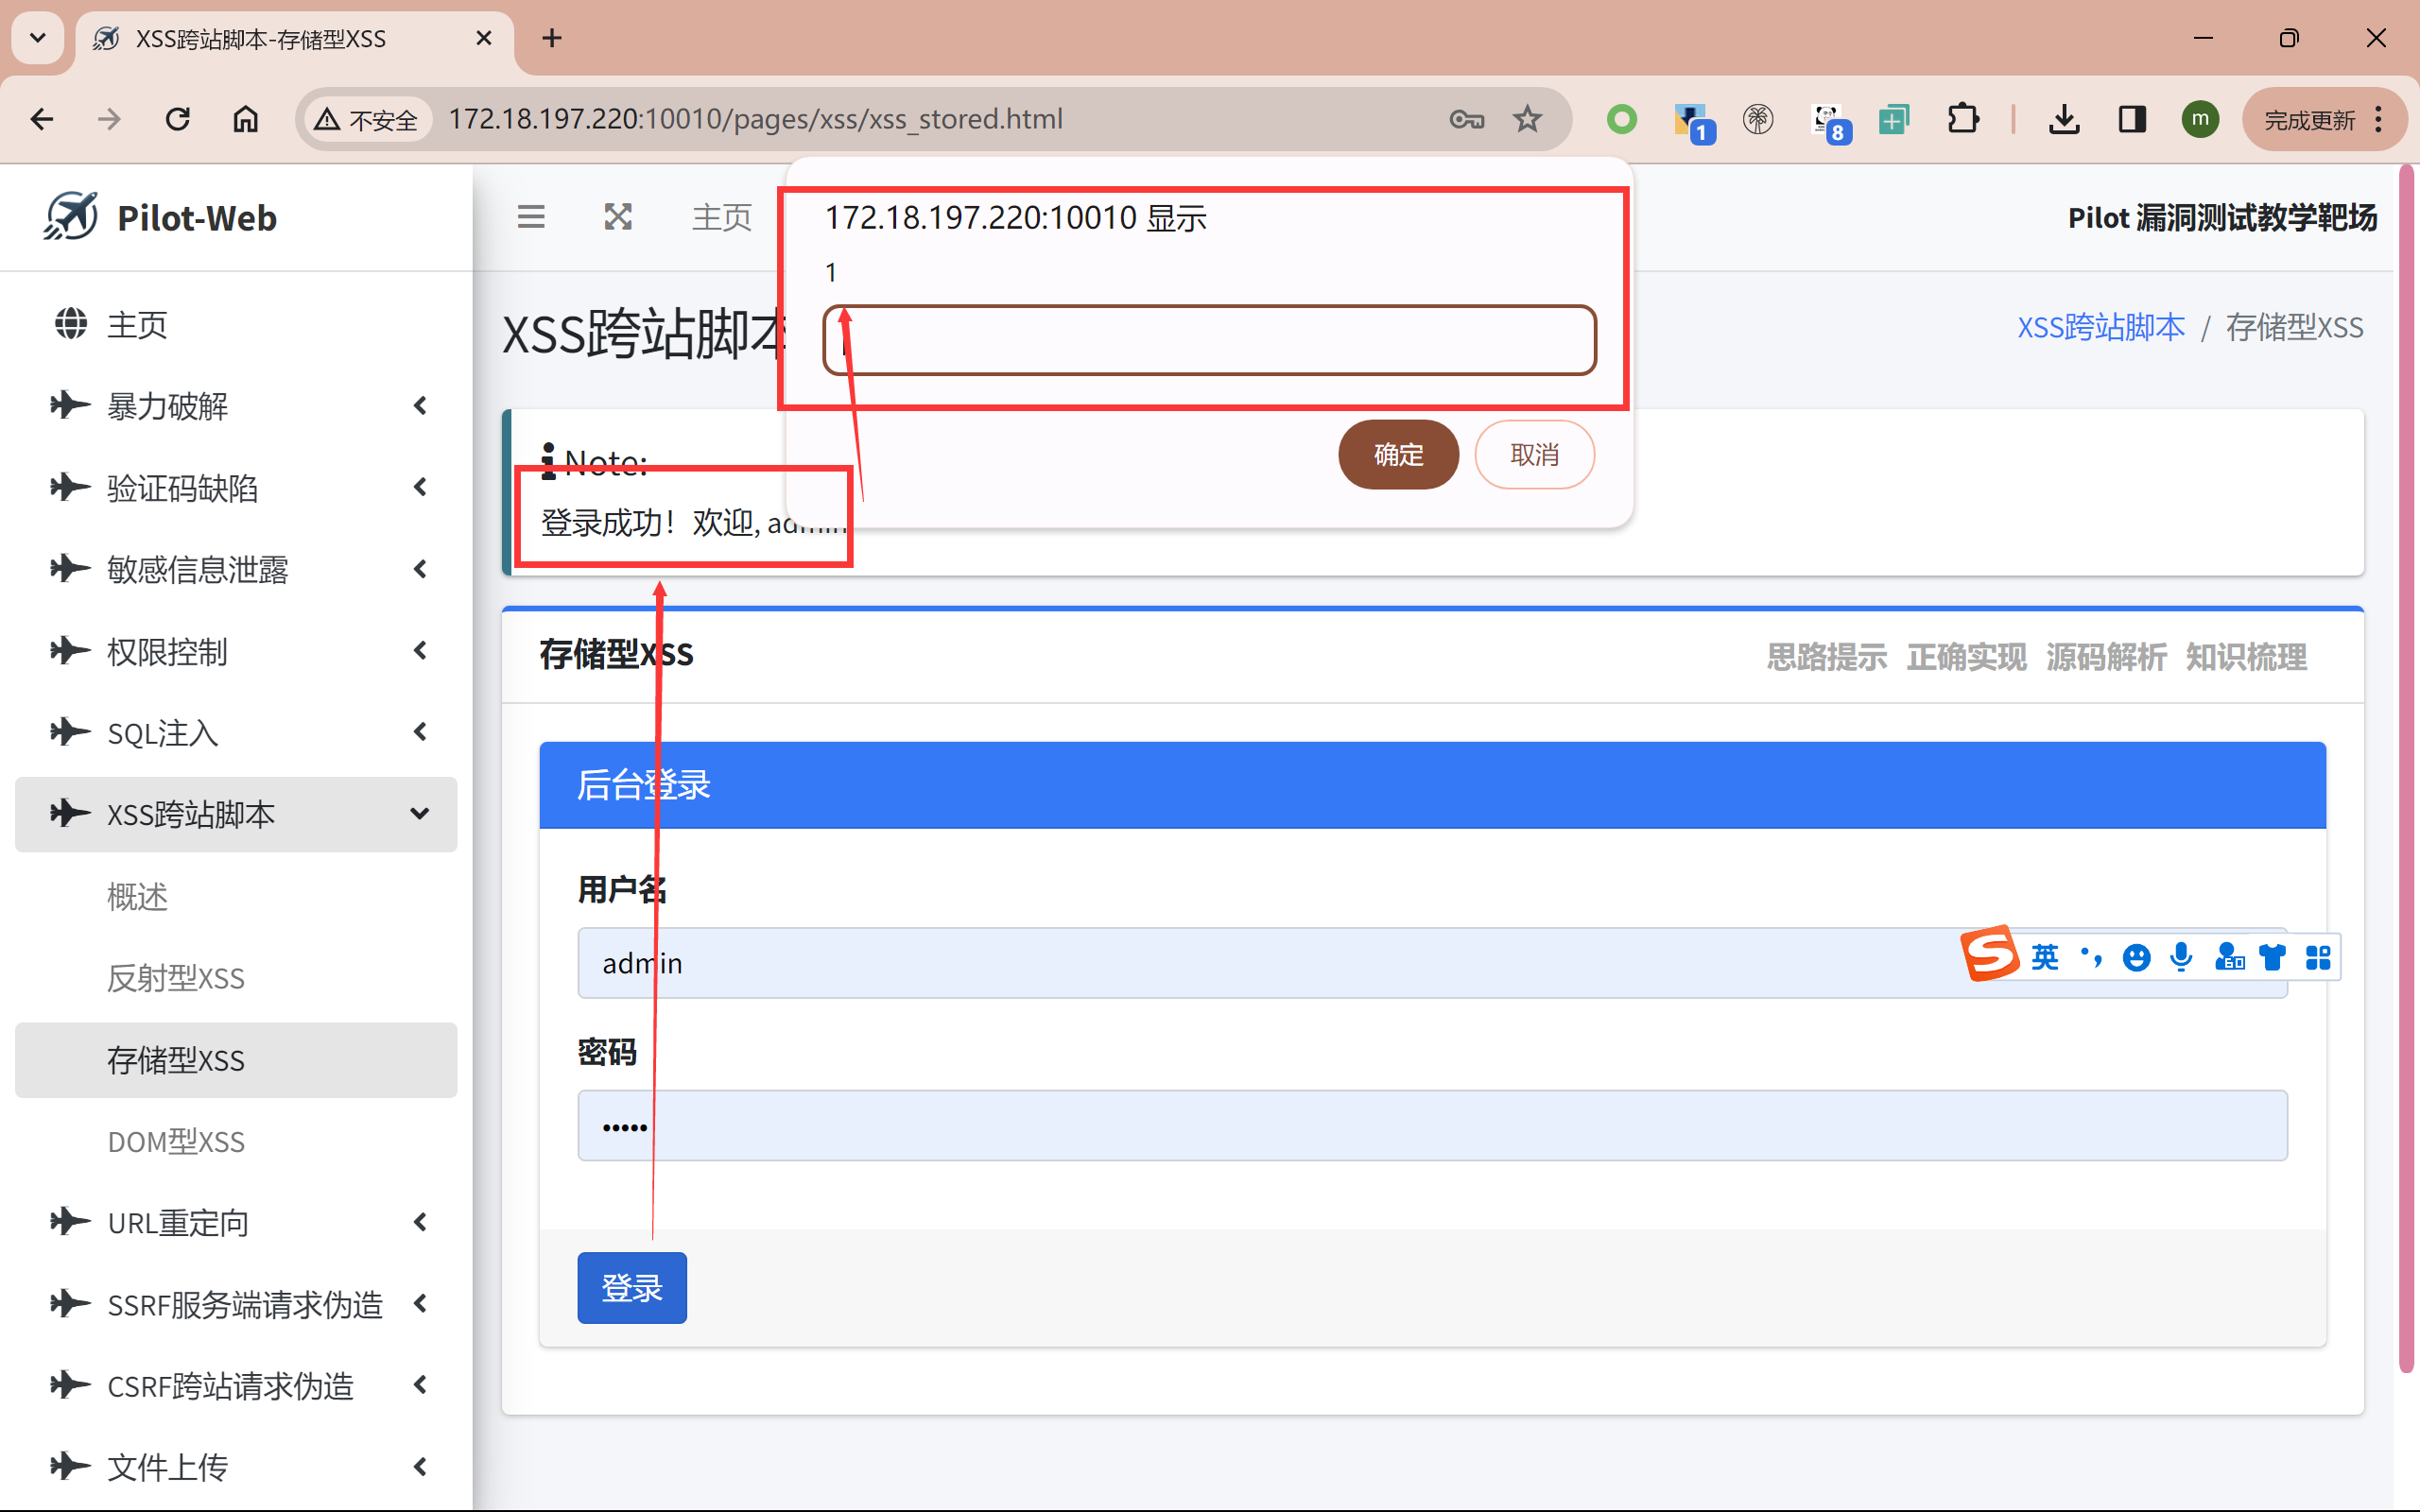 XSS跨站脚本-存储型XSS
不安全
172.18.197.220:10010/pages/xss/xss_stored.html
1
8
m
完成更新
Pilot-Web
主页
Pilot 漏洞测试教学靶场
172.18.197.220:10010 显示
1
确定
取消
XSS跨站脚本
XSS跨站脚本 / 存储型XSS
Note:
登录成功！欢迎, admin
主页
暴力破解
验证码缺陷
敏感信息泄露
权限控制
SQL注入
XSS跨站脚本
概述
反射型XSS
存储型XSS
DOM型XSS
URL重定向
SSRF服务端请求伪造
CSRF跨站请求伪造
文件上传
存储型XSS
思路提示 正确实现 源码解析 知识梳理
后台登录
用户名
admin
英
密码
•••••
登录